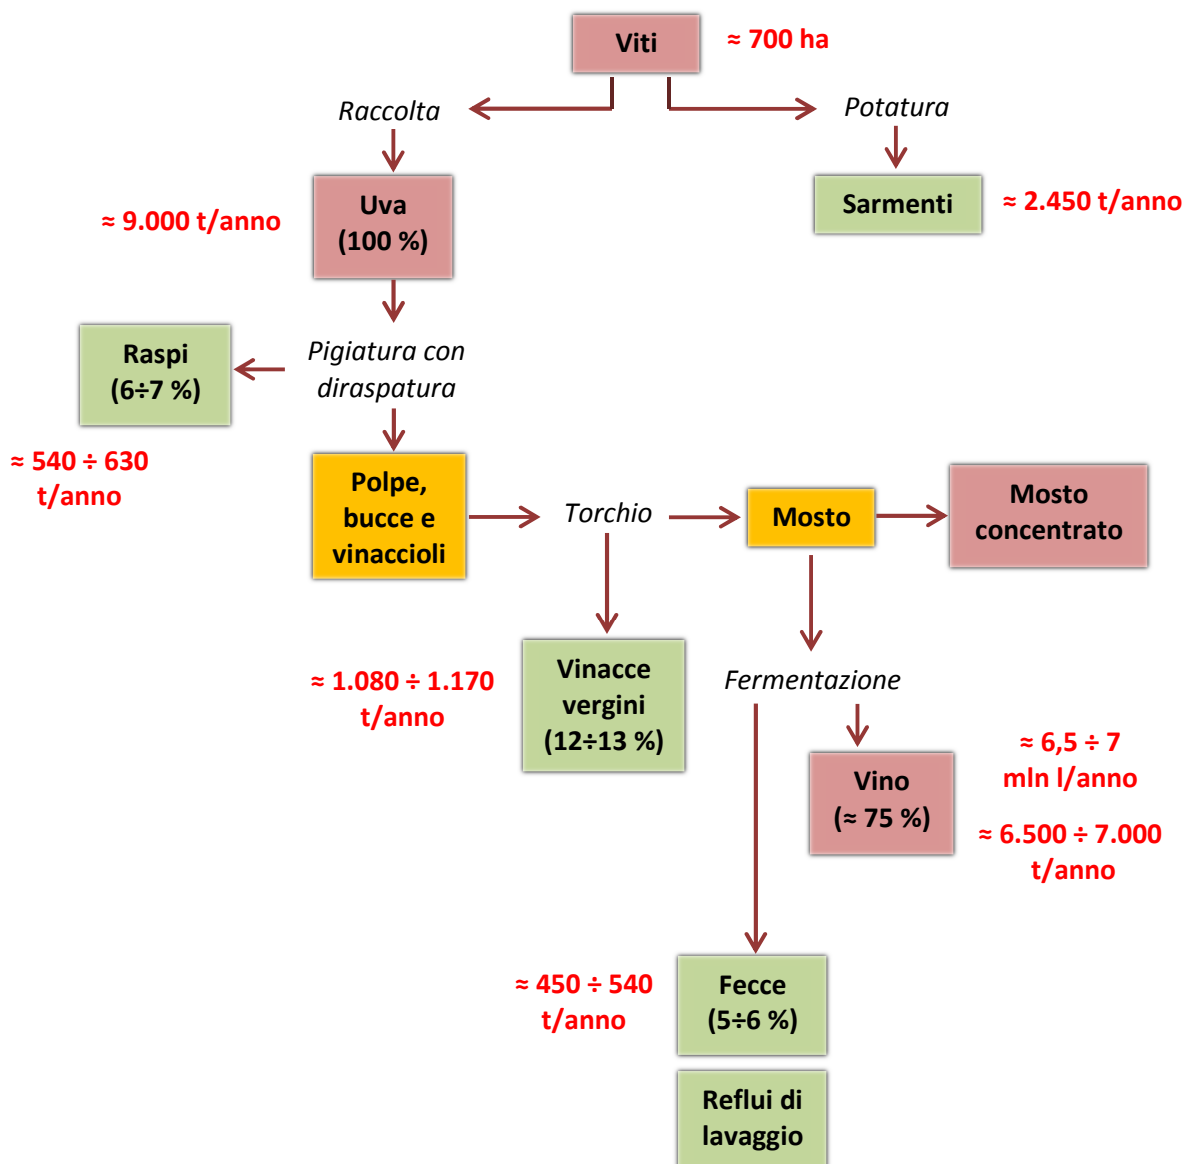 Viti
≈ 700 ha
Raccolta
Potatura
Uva
(100 %)
≈ 9.000 t/anno
Sarmenti
≈ 2.450 t/anno
Raspi
(6÷7 %)
Pigiatura con
diraspatura
≈ 540 ÷ 630
t/anno
Polpe,
bucce e
vinaccioli
Torchio
Mosto
Mosto
concentrato
Vinacce
vergini
(12÷13 %)
≈ 1.080 ÷ 1.170
t/anno
Fermentazione
Vino
(≈ 75 %)
≈ 6,5 ÷ 7
mln l/anno
≈ 6.500 ÷ 7.000
t/anno
≈ 450 ÷ 540
t/anno
Fecce
(5÷6 %)
Reflui di
lavaggio